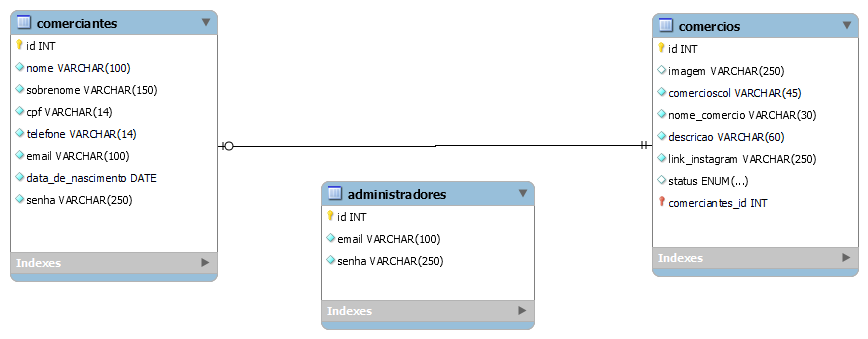 comerciantes
id INT
nome VARCHAR(100)
sobrenome VARCHAR(150)
cpf VARCHAR(14)
telefone VARCHAR(14)
email VARCHAR(100)
data_de_nascimento DATE
senha VARCHAR(250)
Indexes
administradores
id INT
email VARCHAR(100)
senha VARCHAR(250)
Indexes
comercios
id INT
imagem VARCHAR(250)
comercioscol VARCHAR(45)
nome_comercio VARCHAR(30)
descricao VARCHAR(60)
link_instagram VARCHAR(250)
status ENUM(...)
comerciantes_id INT
Indexes